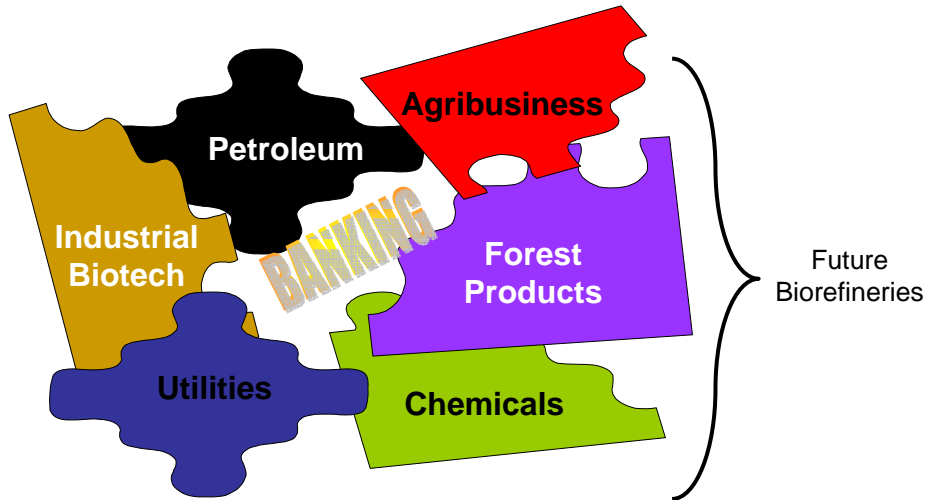 Agribusiness
Petroleum
BANKING
Industrial
Biotech
Forest
Products
Future
Biorefineries
Utilities
Chemicals